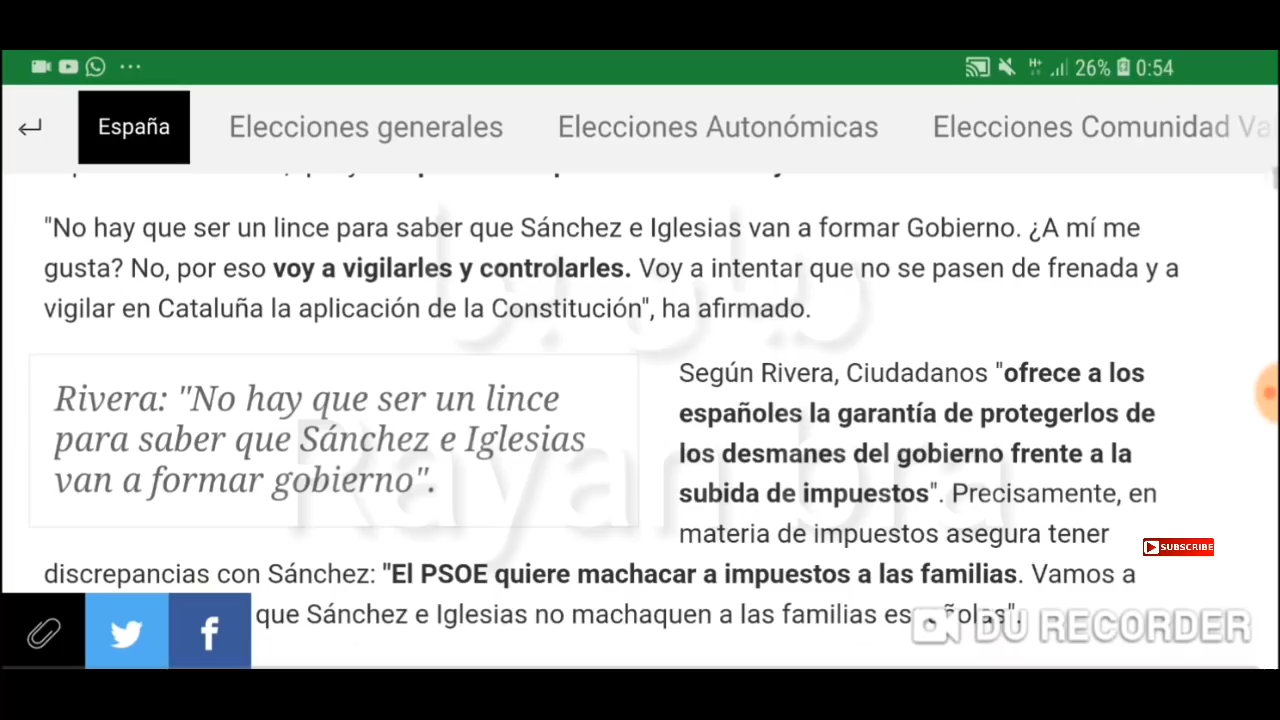 26% 0:54
España Elecciones generales Elecciones Autonómicas Elecciones Comunidad Va
"No hay que ser un lince para saber que Sánchez e Iglesias van a formar Gobierno. ¿A mí me
gusta? No, por eso voy a vigilarles y controlarles. Voy a intentar que no se pasen de frenada y a
vigilar en Cataluña la aplicación de la Constitución", ha afirmado.
Rivera: "No hay que ser un lince
para saber que Sánchez e Iglesias
van a formar gobierno".
Según Rivera, Ciudadanos "ofrece a los
españoles la garantía de protegerlos de
los desmanes del gobierno frente a la
subida de impuestos". Precisamente, en
materia de impuestos asegura tener
discrepancias con Sánchez: "El PSOE quiere machacar a impuestos a las familias. Vamos a
que Sánchez e Iglesias no machaquen a las familias españolas".
SUBSCRIBE
DU RECORDER